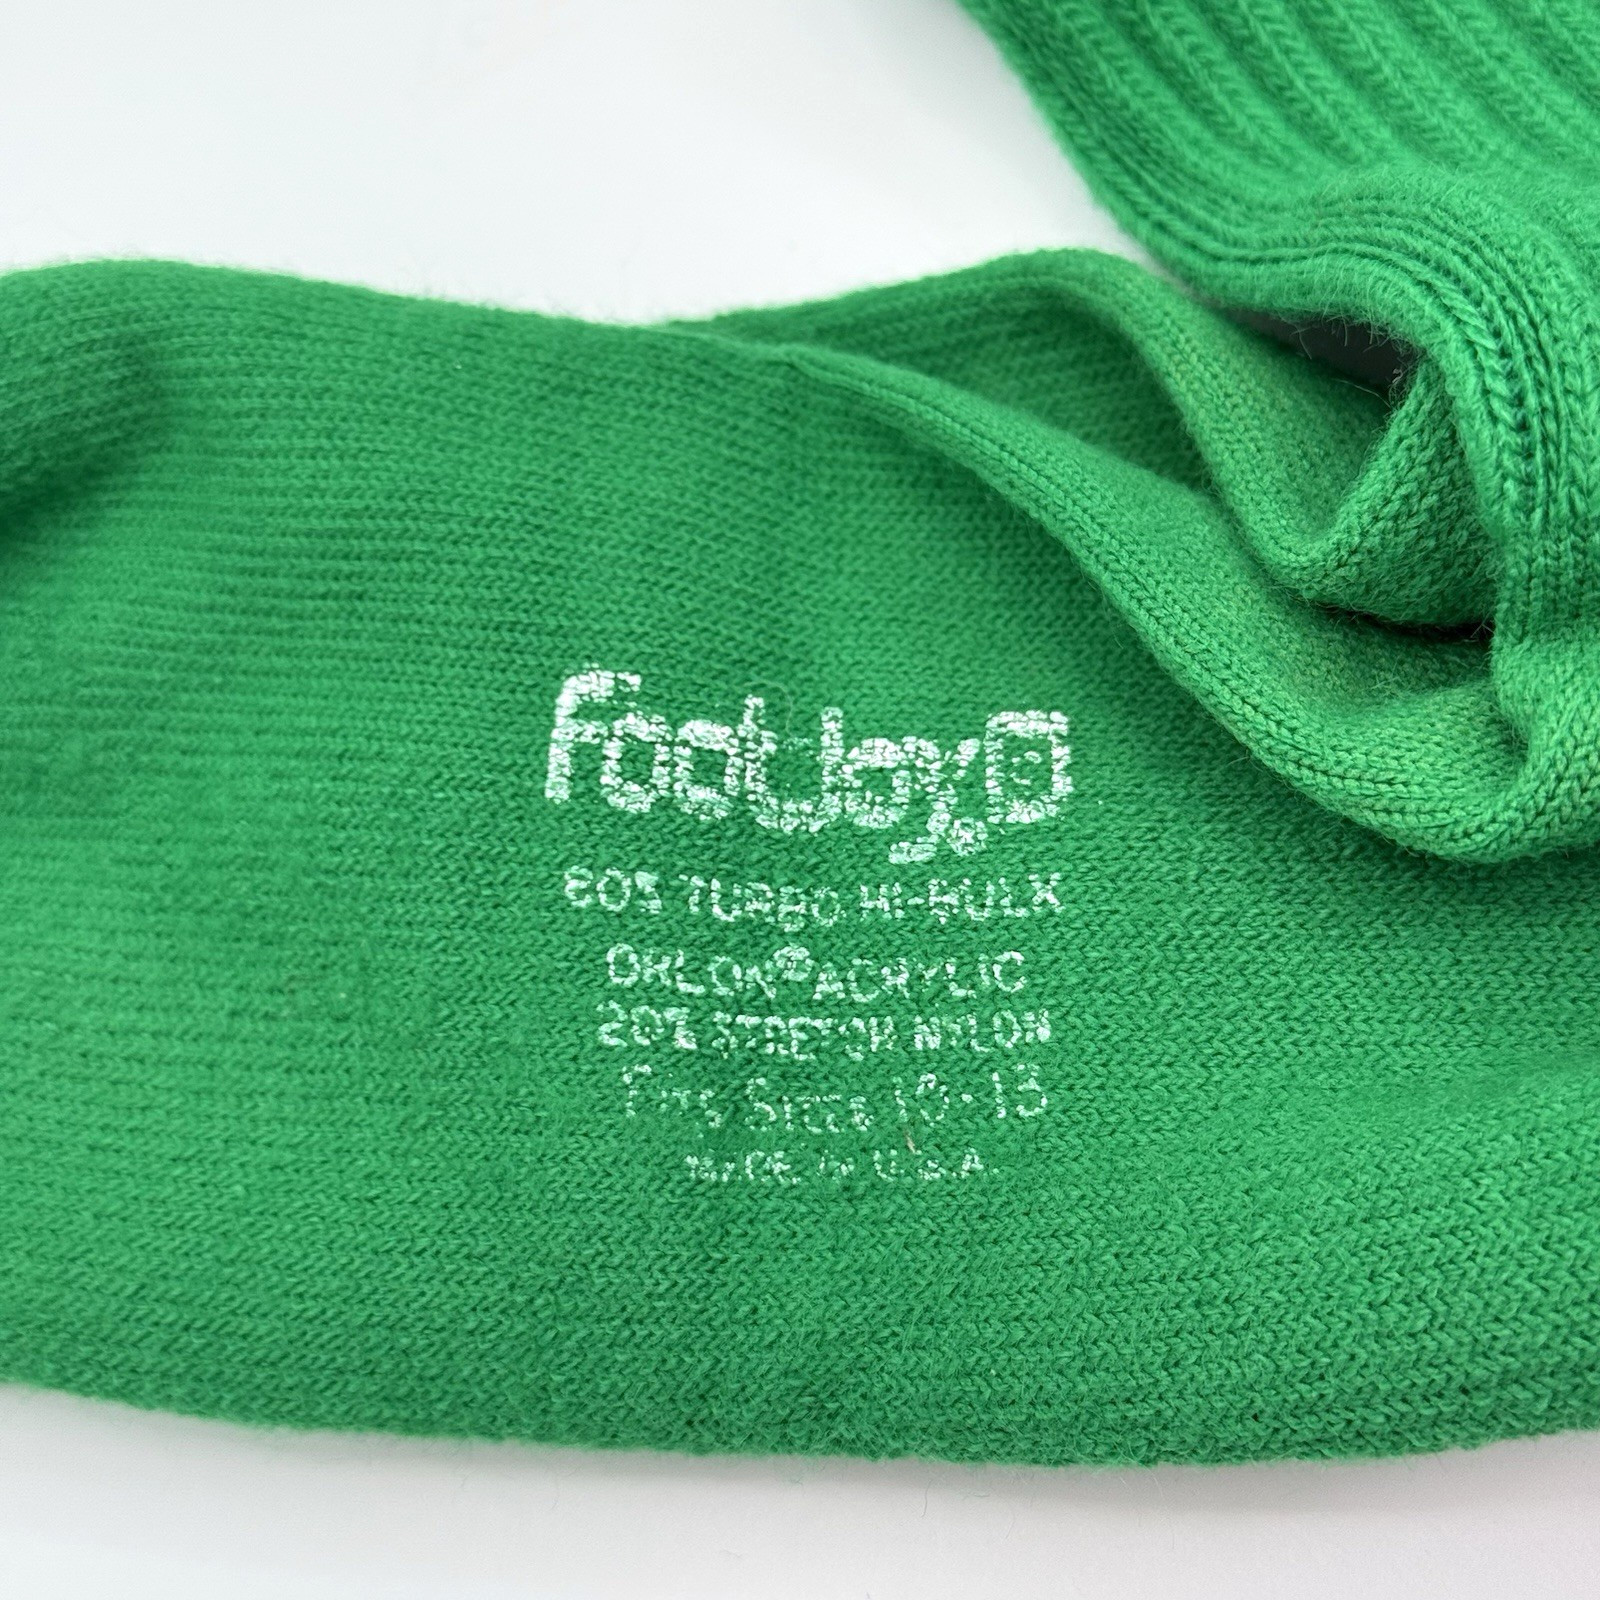 FootJoy®
80% TURBO HI-BULK
ORLON® ACRYLIC
20% STRETCH NYLON
FITS SIZES 10-13
MADE IN U.S.A.